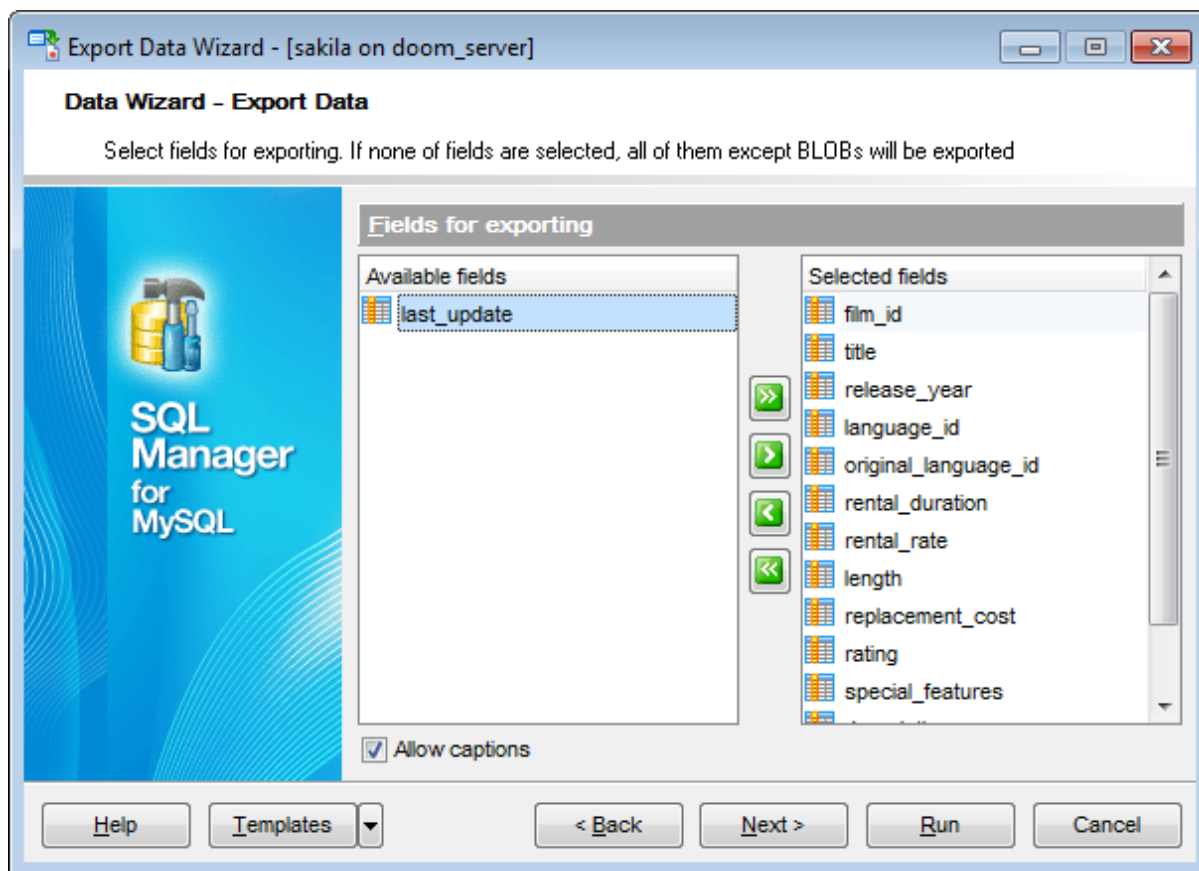 Export Data Wizard - [sakila on doom_server]
Data Wizard - Export Data
Select fields for exporting. If none of fields are selected, all of them except BLOBs will be exported
SQL
Manager
for
MySQL
Fields for exporting
Available fields
last_update
Selected fields
film_id
title
release_year
language_id
original_language_id
rental_duration
rental_rate
length
replacement_cost
rating
special_features
Allow captions
Help
Templates
< Back
Next >
Run
Cancel